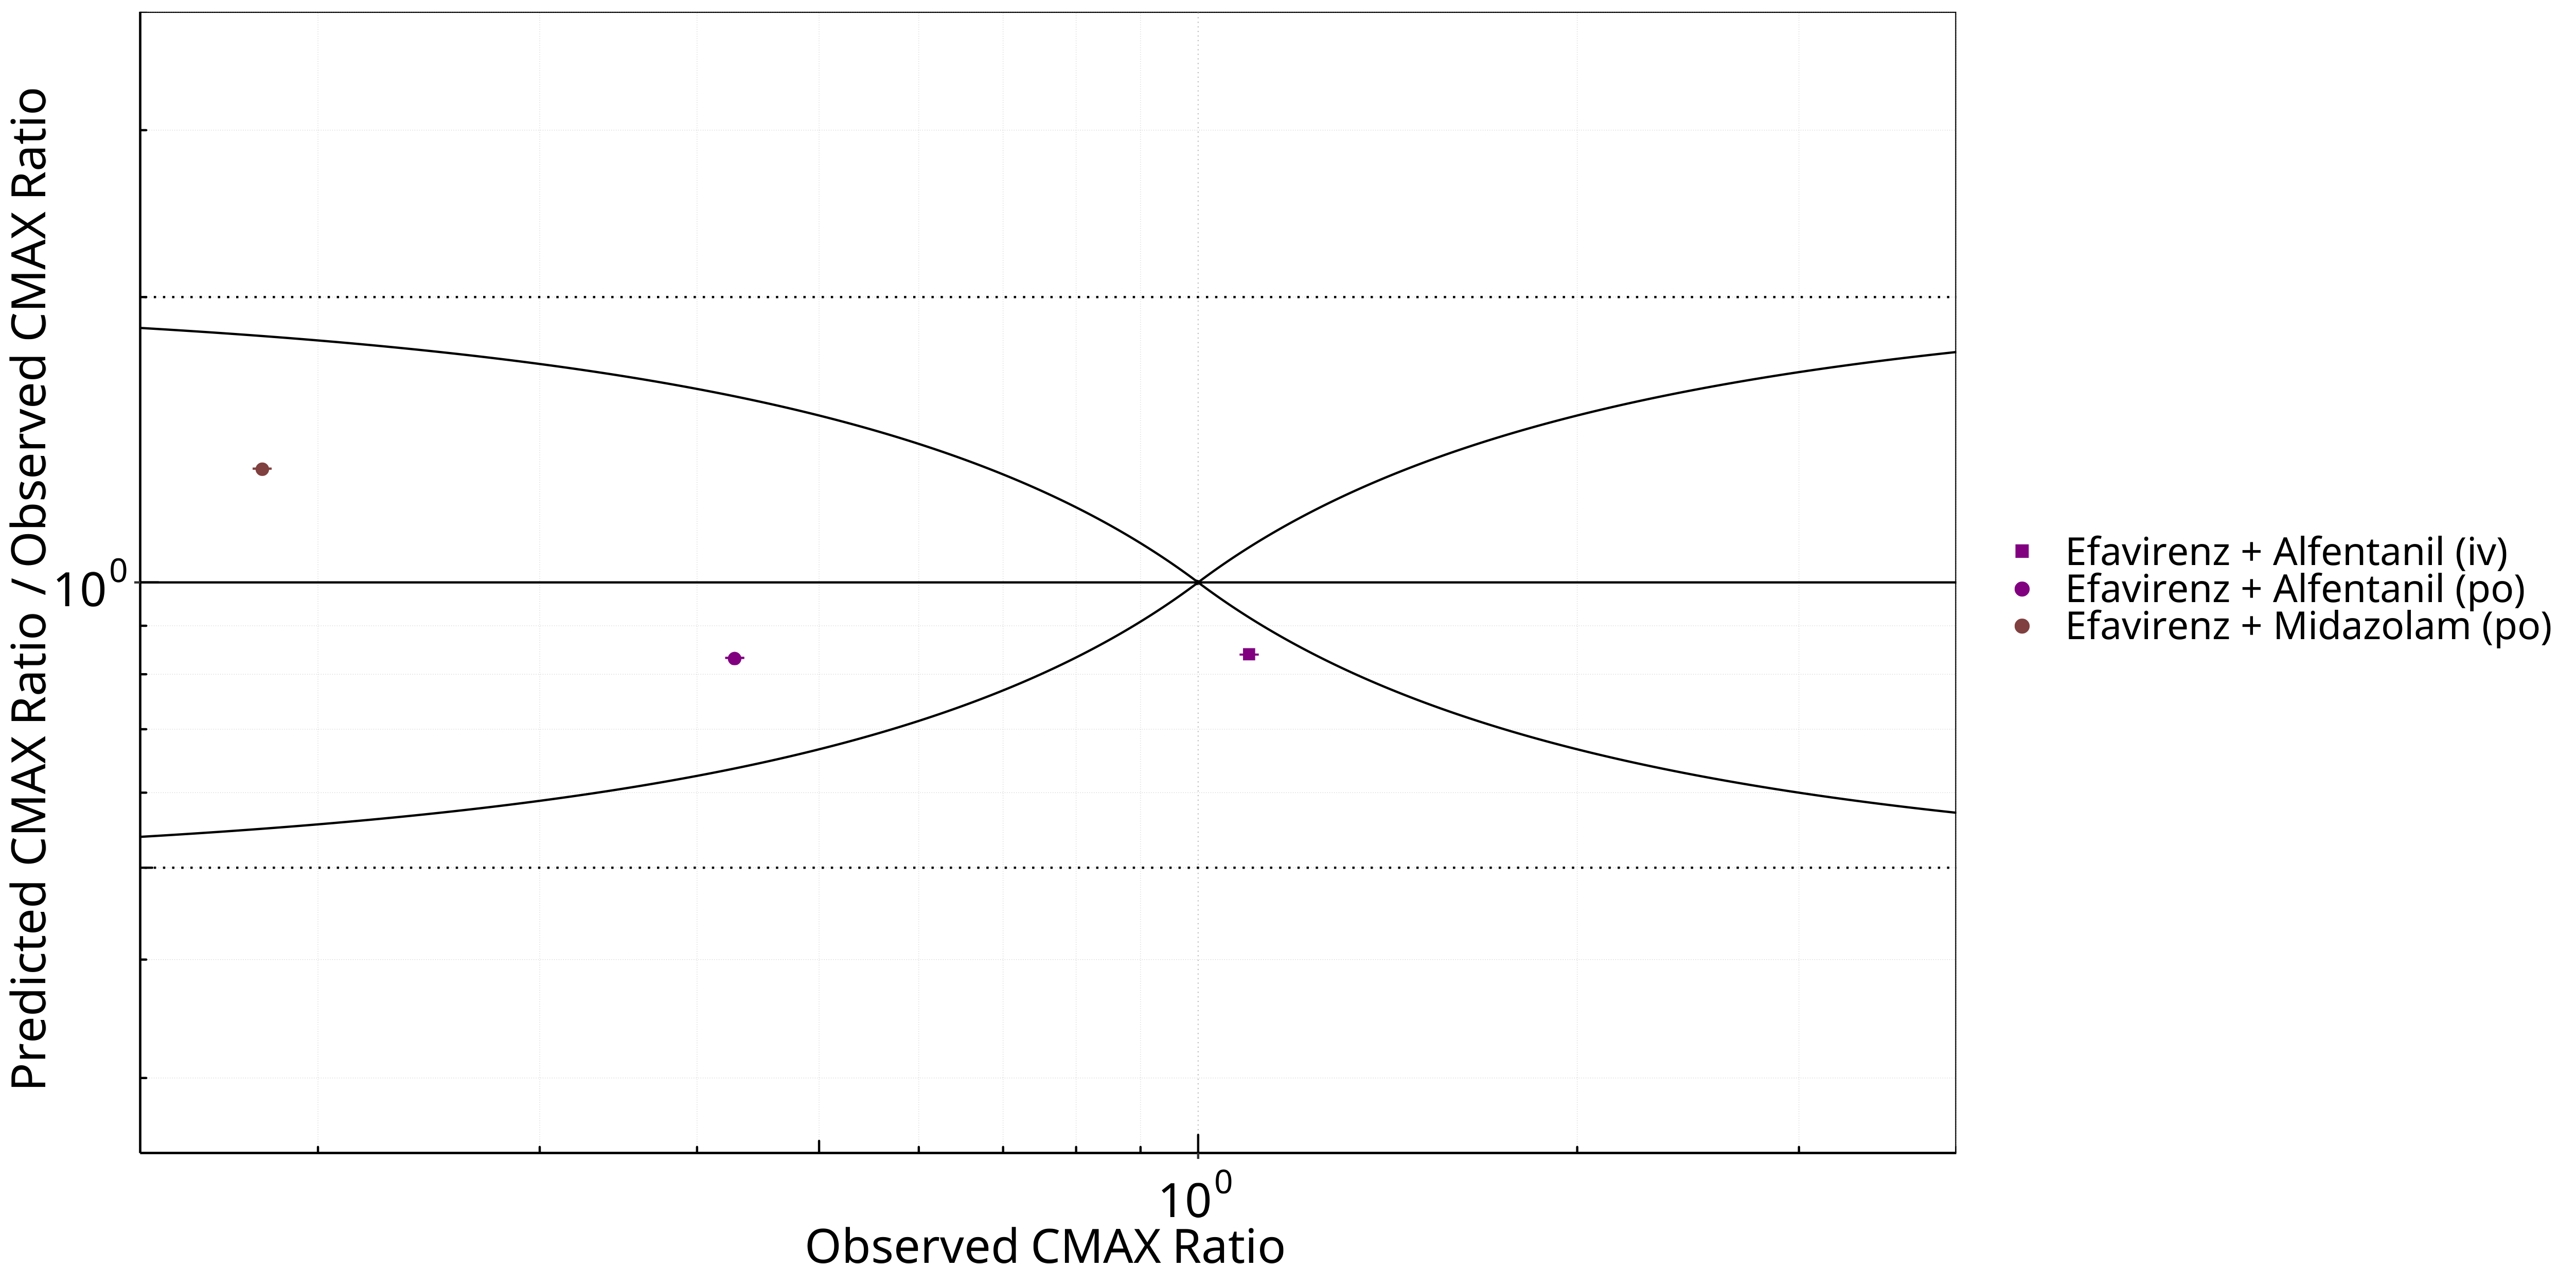 Predicted CMAX Ratio / Observed CMAX Ratio
10⁰
10⁰
Observed CMAX Ratio
Efavirenz + Alfentanil (iv)
Efavirenz + Alfentanil (po)
Efavirenz + Midazolam (po)